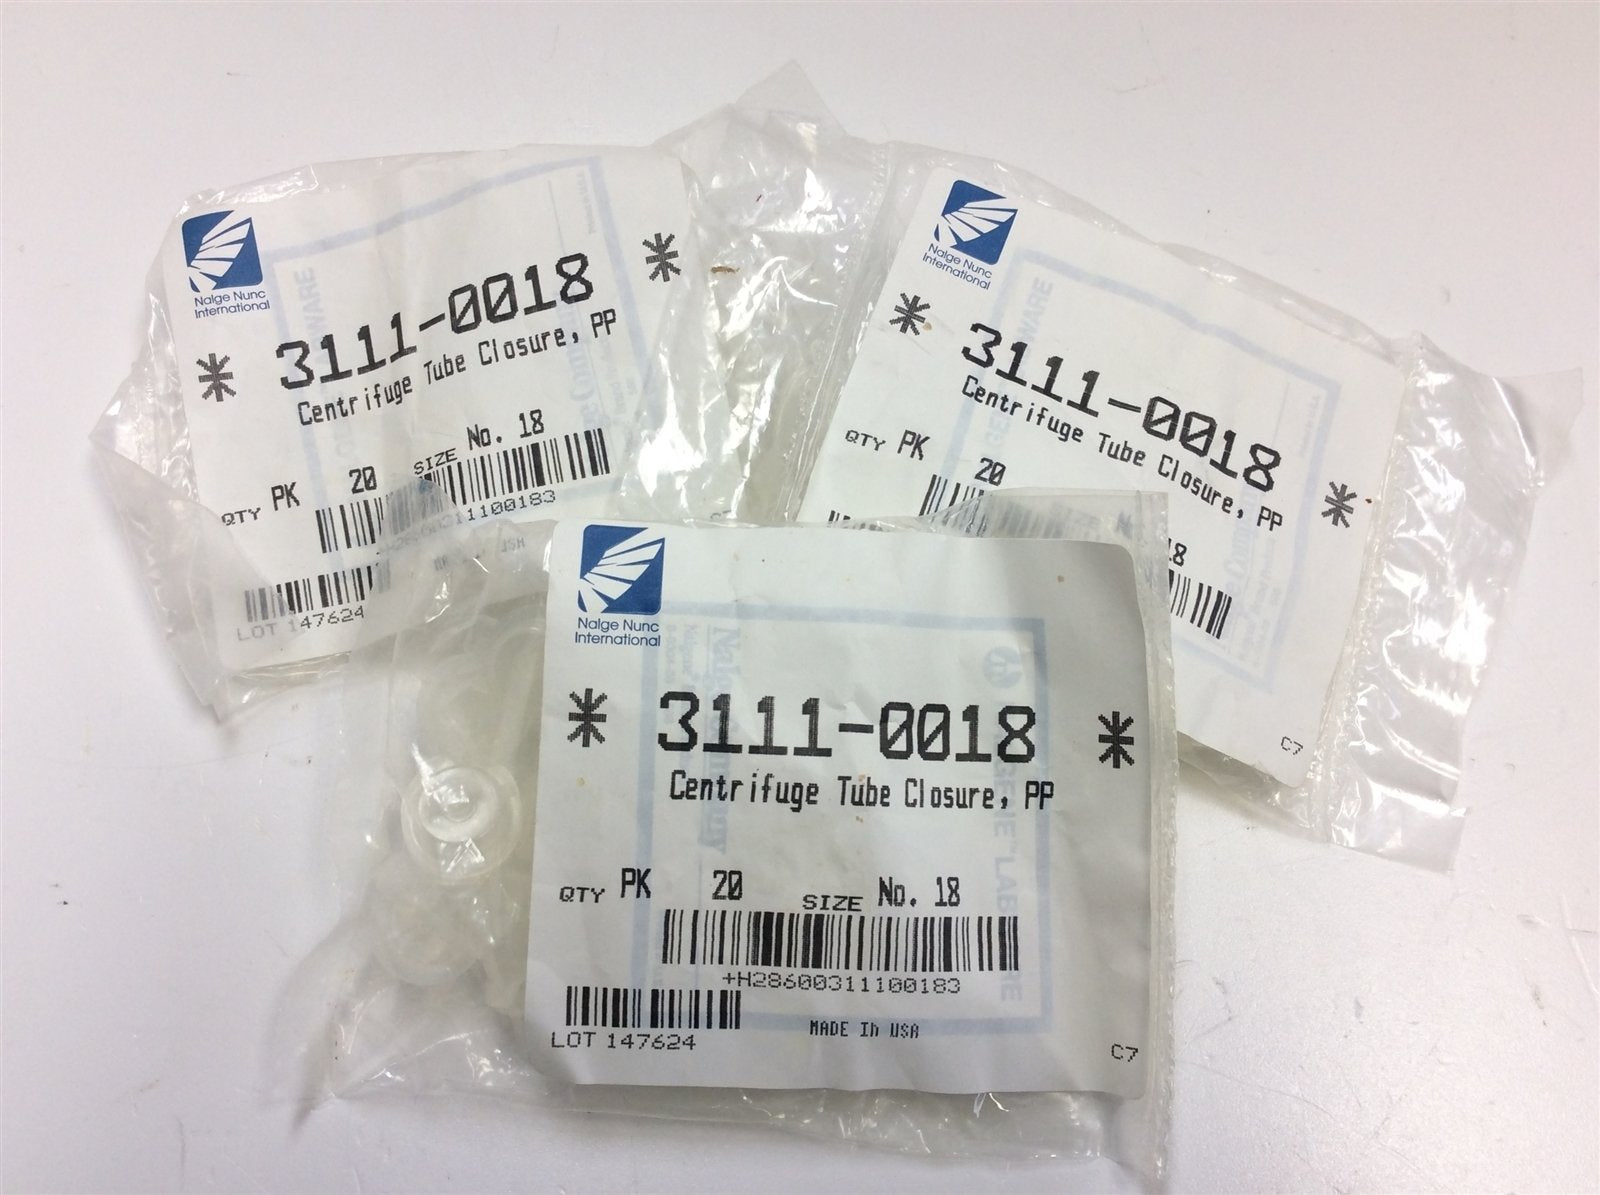 Nalge Nunc
International
* 3111-0018 *
Centrifuge Tube Closure, PP
QTY PK 20 SIZE No. 18
LOT 147624
Nalge Nunc
International
* 3111-0018 *
Centrifuge Tube Closure, PP
QTY PK 20
18
C7
Nalge Nunc
International
* 3111-0018 *
Centrifuge Tube Closure, PP
QTY PK 20 SIZE No. 18
+H28600311100183
MADE In USA
LOT 147624
C7